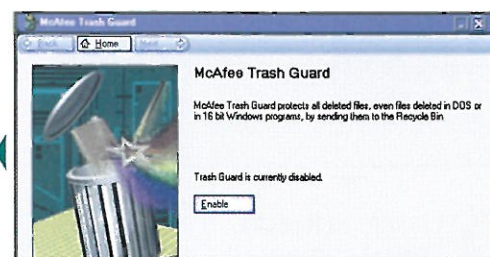 McAfee Trash Guard
Back Home Next
McAfee Trash Guard
McAfee Trash Guard protects all deleted files, even files deleted in DOS or
in 16 bit Windows programs, by sending them to the Recycle Bin
Trash Guard is currently disabled.
Enable